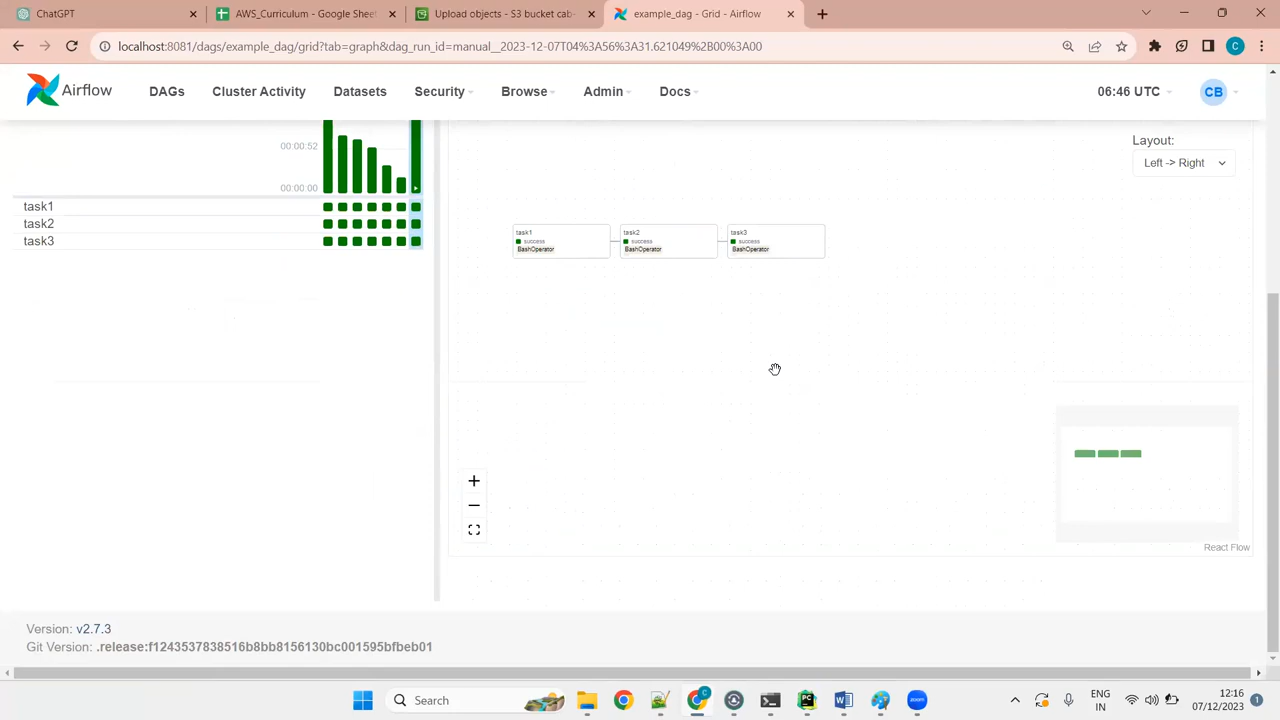 ChatGPT
AWS_Curriculum - Google Sheet
Upload objects - S3 bucket cab
example_dag - Grid - Airflow
localhost:8081/dags/example_dag/grid?tab=graph&dag_run_id=manual__2023-12-07T04%3A56%3A31.621049%2B00%3A00
C
Airflow
DAGs
Cluster Activity
Datasets
Security
Browse
Admin
Docs
06:46 UTC
CB
00:00:52
00:00:00
task1
task2
task3
Layout:
Left -> Right
task1
success
BashOperator
task2
success
BashOperator
task3
success
BashOperator
React Flow
Version: v2.7.3
Git Version: .release:f1243537838516b8bb8156130bc001595bfbeb01
Search
ENG
IN
12:16
07/12/2023
1